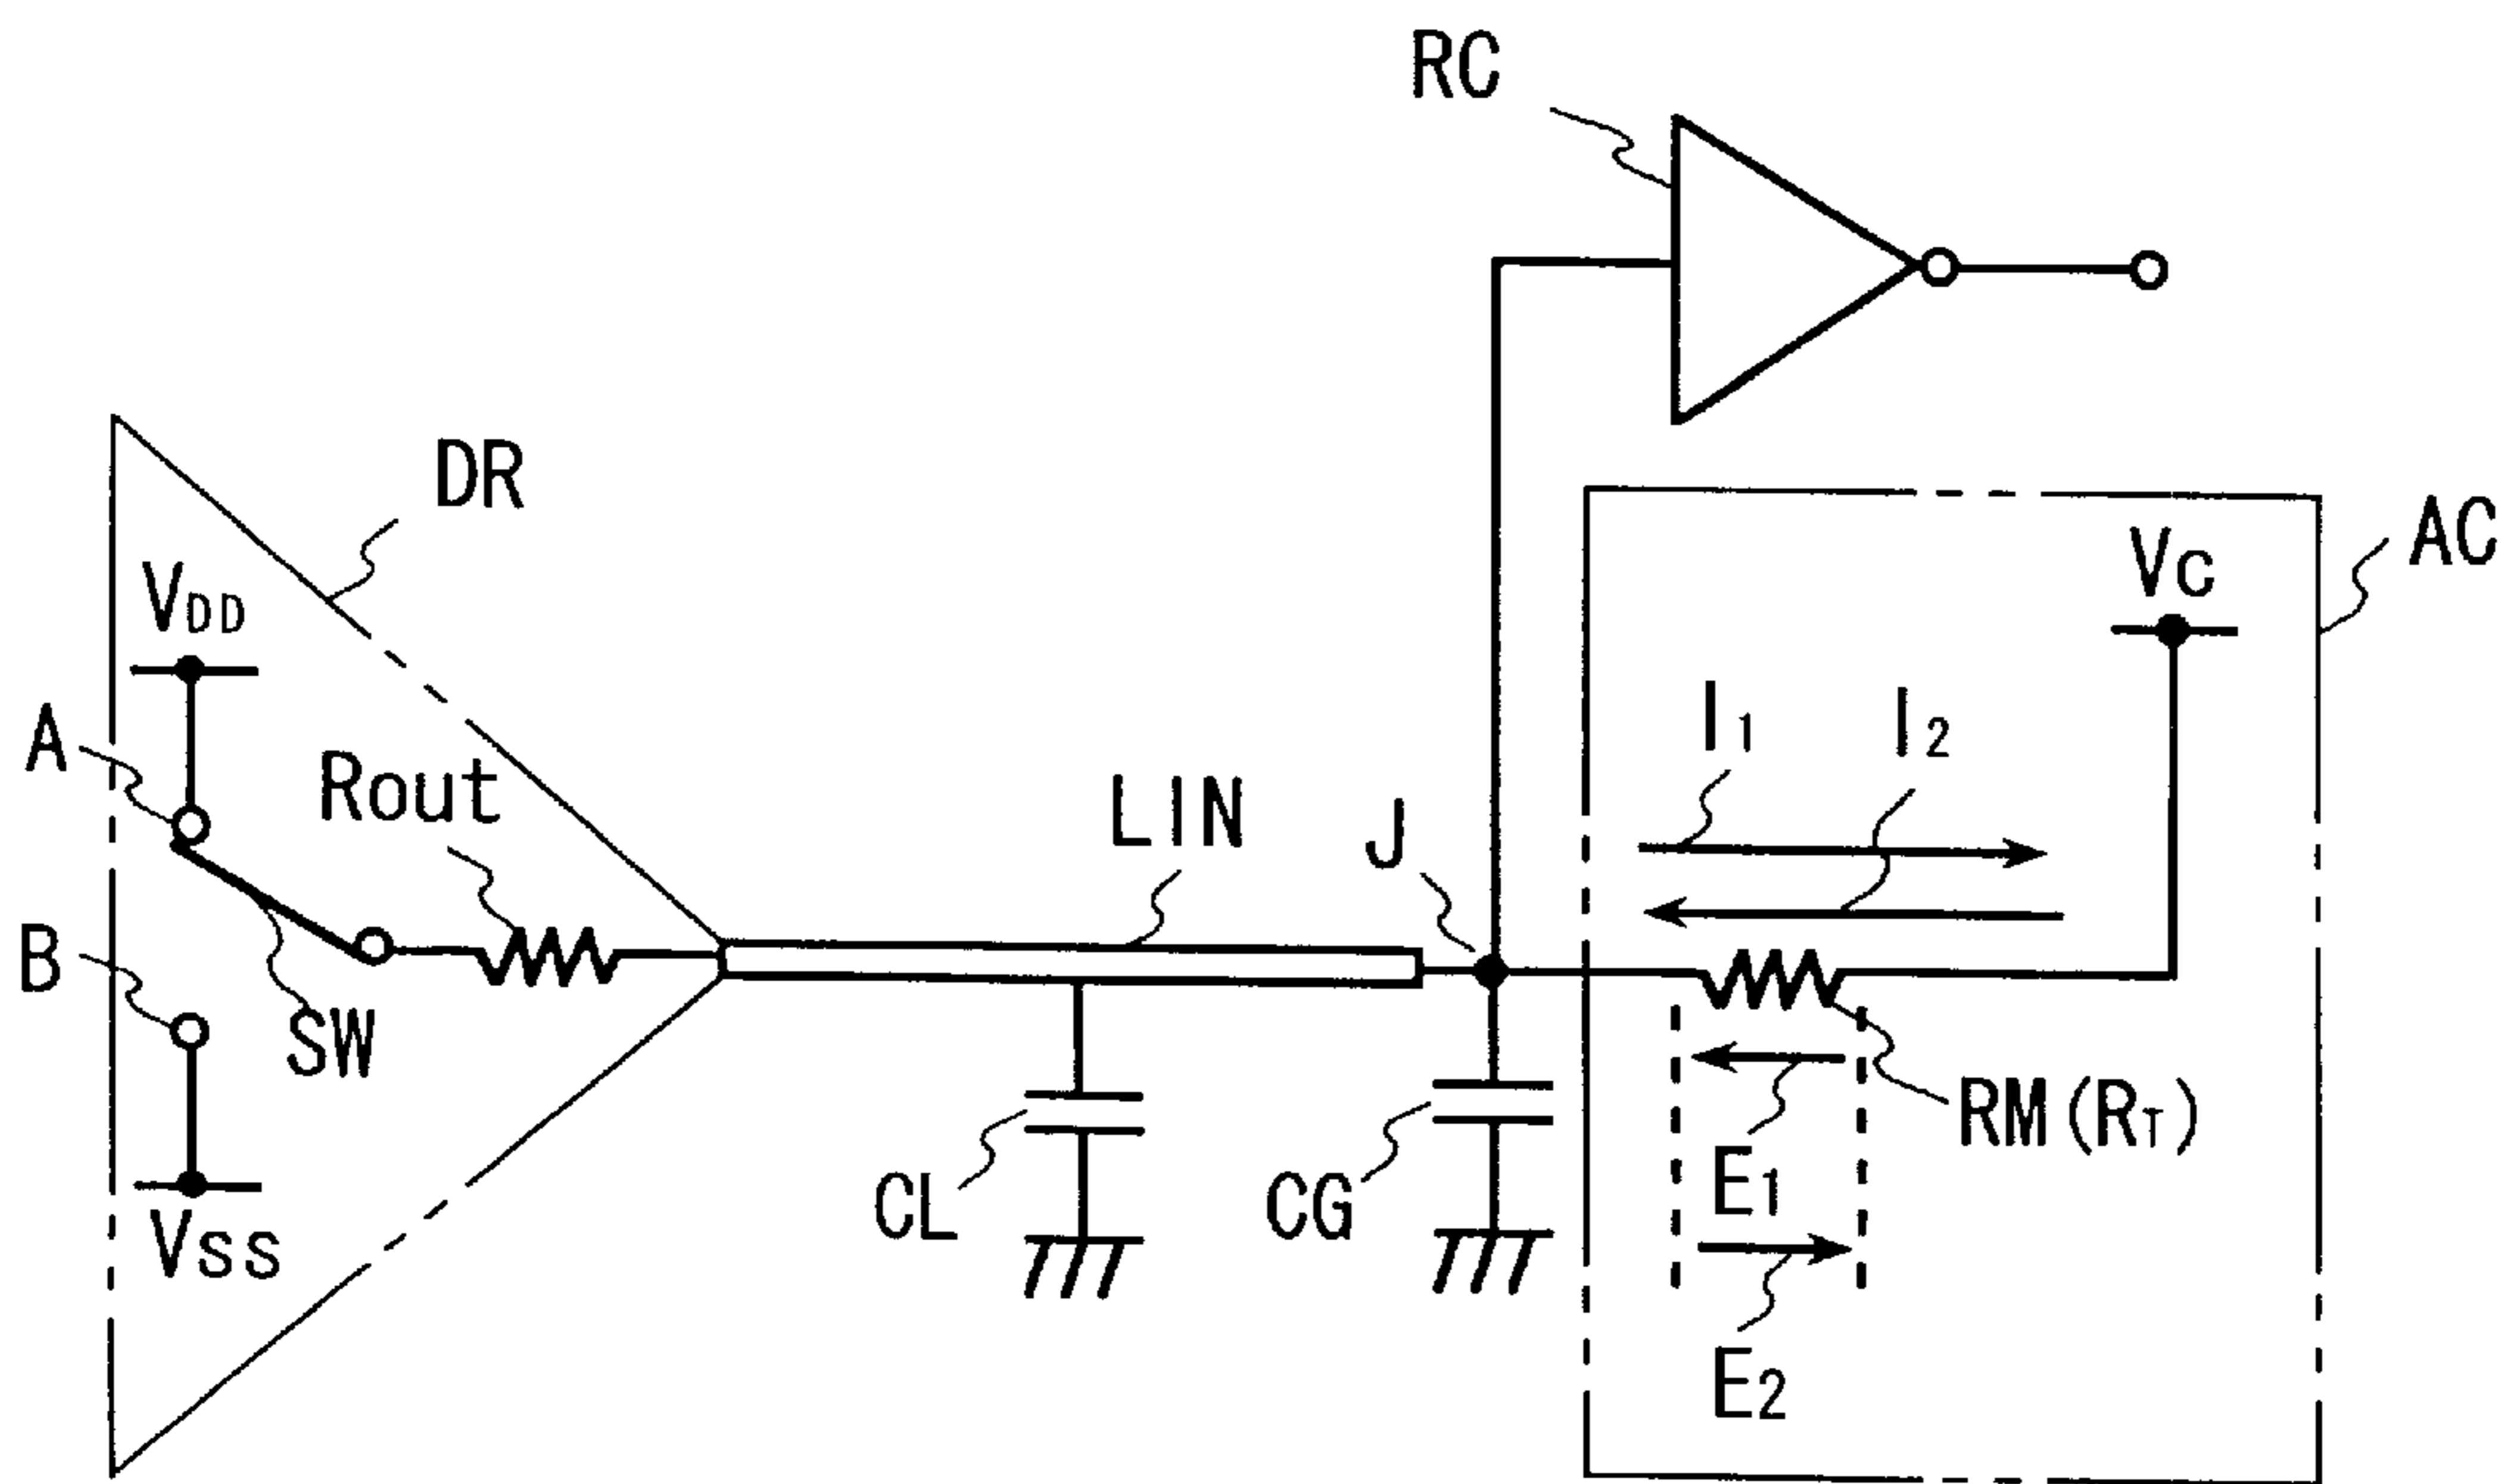 RC
DR
AC
VDD
VC
A
I1
I2
Rout
LIN
J
B
SW
RM(RT)
CL
CG
E1
VSS
E2